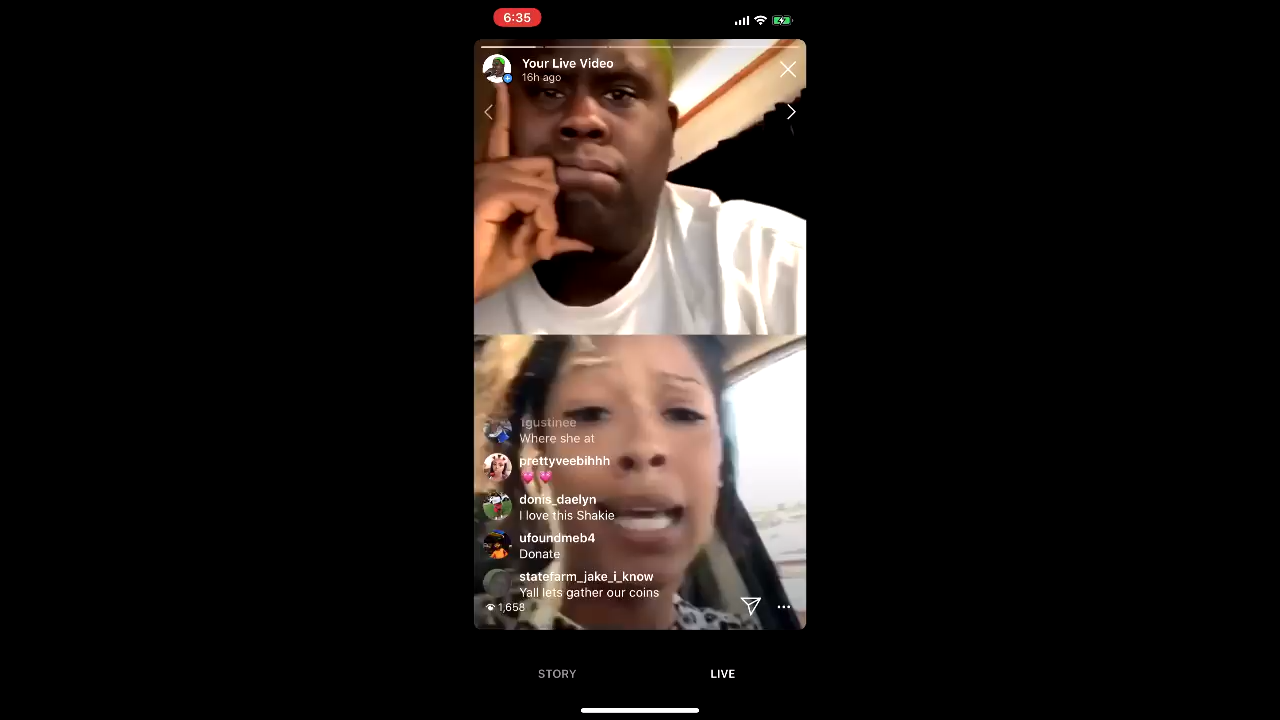 6:35
Your Live Video
16h ago
1gustinee
Where she at
prettyveebihhh
donis_daelyn
I love this Shakie
ufoundmeb4
Donate
statefarm_jake_i_know
Yall lets gather our coins
1,658
STORY
LIVE